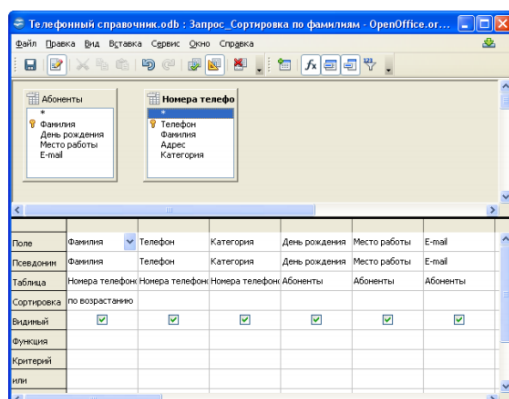 Телефонный справочник.odb : Запрос_Сортировка по фамилиям - OpenOffice.or...
Файл Правка Вид Вставка Сервис Окно Справка
Абоненты
*
Фамилия
День рождения
Место работы
E-mail
Номера телефо
*
Телефон
Фамилия
Адрес
Категория
Поле Фамилия Телефон Категория День рождения Место работы E-mail
Псевдоним Фамилия Телефон Категория День рождения Место работы E-mail
Таблица Номера телефоно Номера телефоно Номера телефоно Абоненты Абоненты Абоненты
Сортировка по возрастанию
Видимый
Функция
Критерий
или